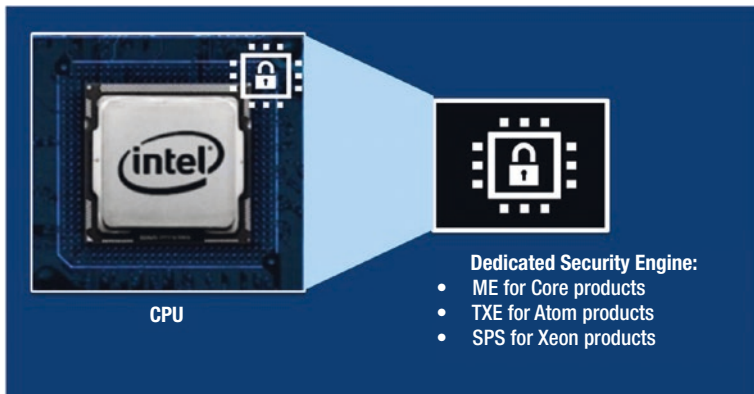 intel
CPU
Dedicated Security Engine:
• ME for Core products
• TXE for Atom products
• SPS for Xeon products